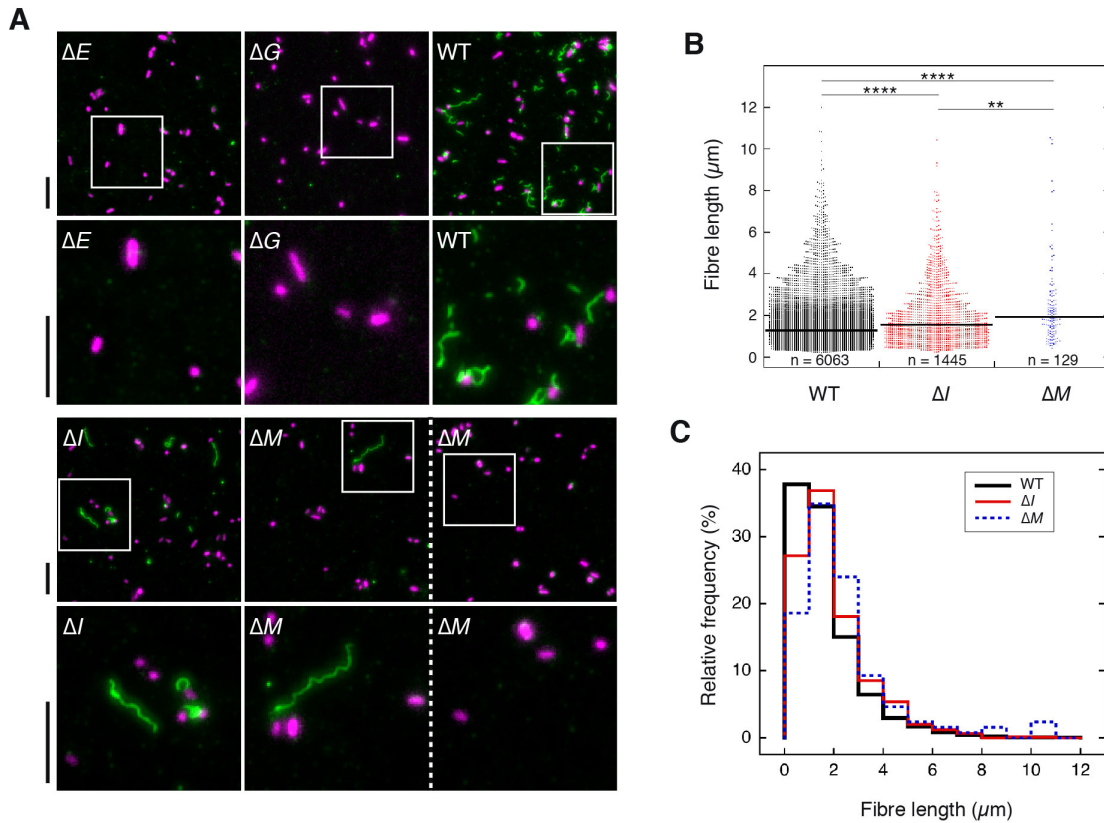 A
ΔE
ΔG
WT
ΔE
ΔG
WT
ΔI
ΔM
ΔM
ΔI
ΔM
ΔM
B
Fibre length (µm)
12
10
8
6
4
2
0
****
****
**
n = 6063
n = 1445
n = 129
WT
ΔI
ΔM
C
Relative frequency (%)
40
30
20
10
0
WT
ΔI
ΔM
0
2
4
6
8
10
12
Fibre length (µm)